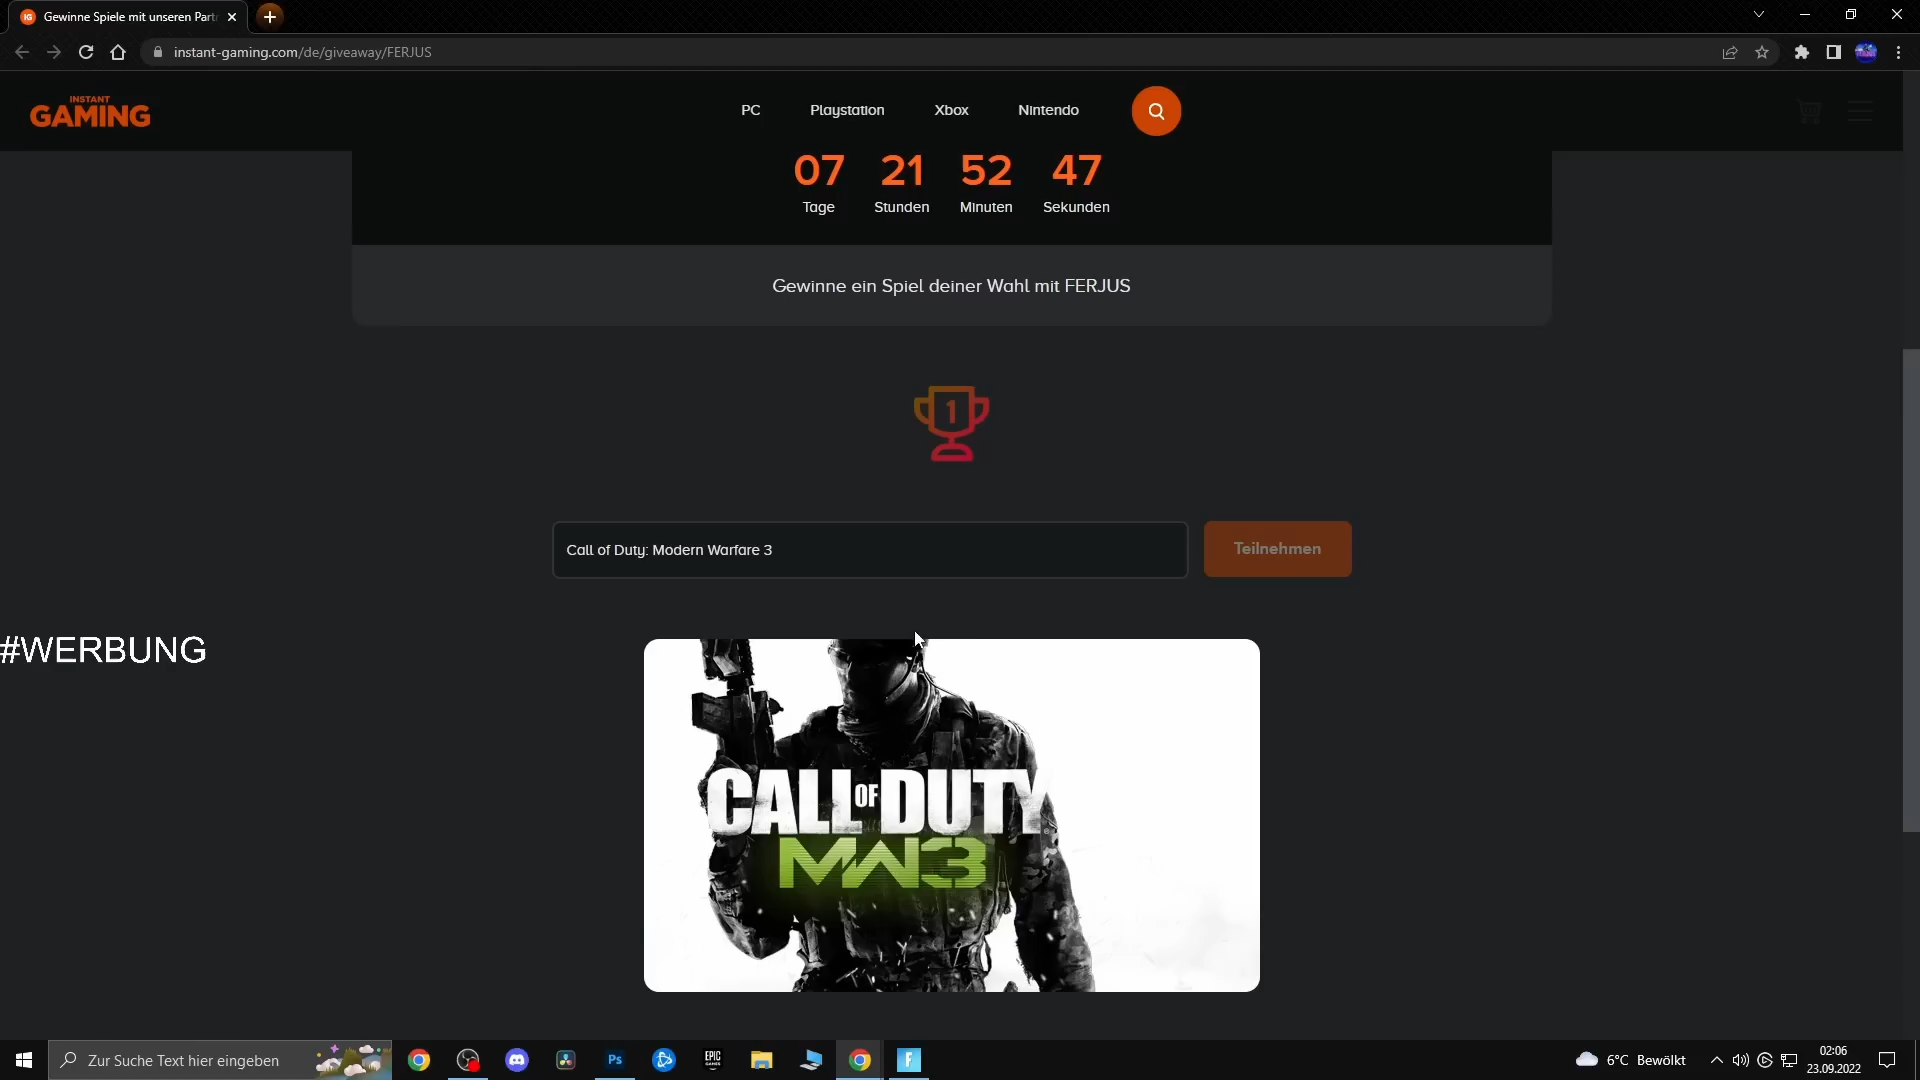 Gewinne Spiele mit unseren Partn
instant-gaming.com/de/giveaway/FERJUS
INSTANT
GAMING
PC
Playstation
Xbox
Nintendo
07 21 52 47
Tage Stunden Minuten Sekunden
Gewinne ein Spiel deiner Wahl mit FERJUS
1
Call of Duty: Modern Warfare 3
Teilnehmen
#WERBUNG
CALL OF DUTY
MW3
Zur Suche Text hier eingeben
Ps
EPIC
GAMES
F
6°C Bewölkt
02:06
23.09.2022